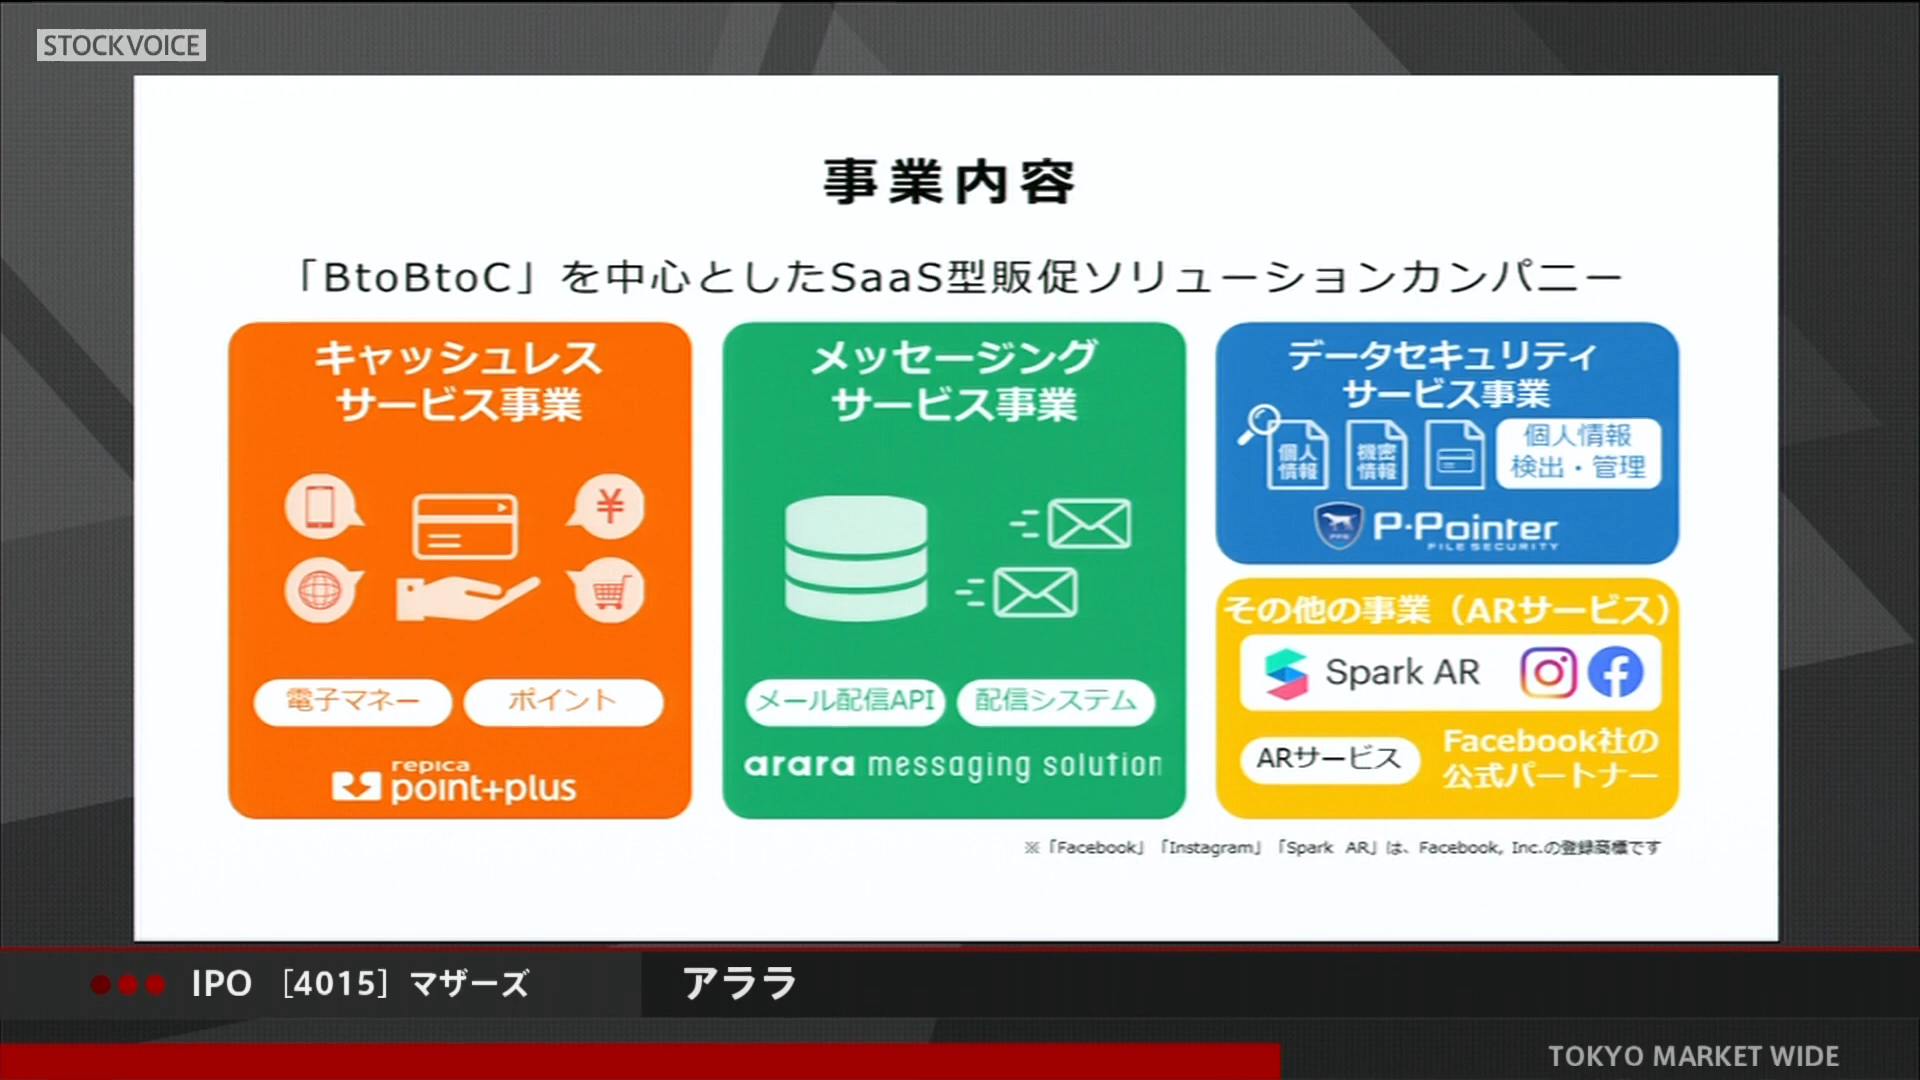 STOCKVOICE
事業内容
「BtoBtoC」を中心としたSaaS型販促ソリューションカンパニー
キャッシュレス
サービス事業
¥
電子マネー
ポイント
repica
point+plus
メッセージング
サービス事業
メール配信API
配信システム
arara messaging solution
データセキュリティ
サービス事業
個人
情報
機密
情報
個人情報
検出・管理
P-Pointer
FILE SECURITY
その他の事業（ARサービス）
Spark AR
ARサービス
Facebook社の
公式パートナー
※「Facebook」「Instagram」「Spark AR」は、Facebook, Inc.の登録商標です
IPO [4015] マザーズ
アララ
TOKYO MARKET WIDE